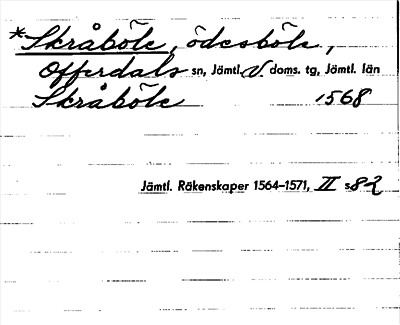 *Skråböle, ödesböle,
Offerdals sn, Jämtl. V. doms. tg, Jämtl. län
Skråböle 1568
Jämtl. Räkenskaper 1564–1571, II s. 82